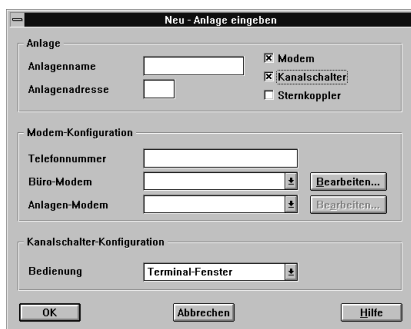 Neu - Anlage eingeben
Anlage
Anlagenname
Modem
Kanalschalter
Anlagenadresse
Sternkoppler
Modem-Konfiguration
Telefonnummer
Büro-Modem Bearbeiten...
Anlagen-Modem Bearbeiten...
Kanalschalter-Konfiguration
Bedienung Terminal-Fenster
OK Abbrechen Hilfe